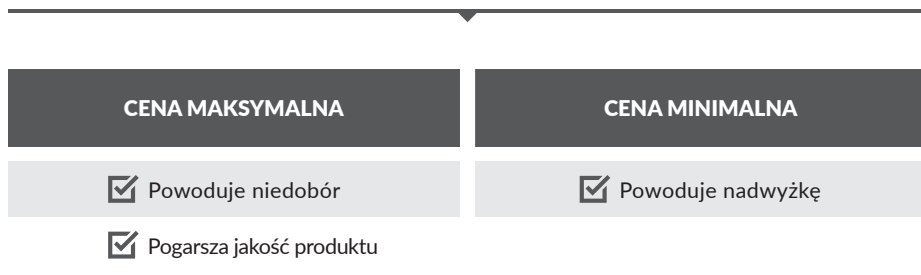 CENA MAKSYMALNA
Powoduje niedobór
Pogarsza jakość produktu
CENA MINIMALNA
Powoduje nadwyżkę